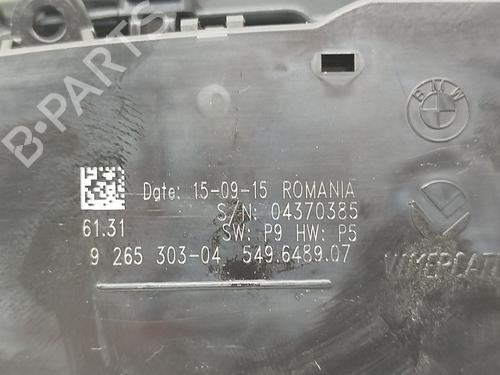 B-PARTS
BMW
Date: 15-09-15 ROMANIA
S/N: 04370385
61.31 SW: P9 HW: P5
9 265 303-04 549.6489.07